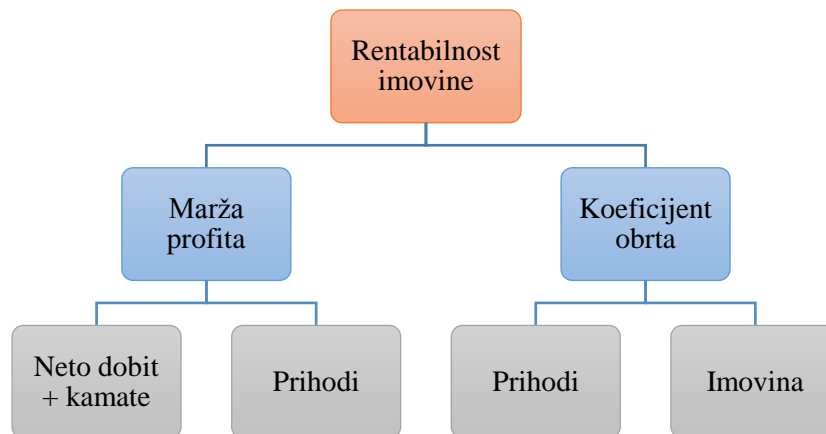 Rentabilnost
imovine
Marža
profita
Koeficijent
obrta
Neto dobit
+ kamate
Prihodi
Prihodi
Imovina